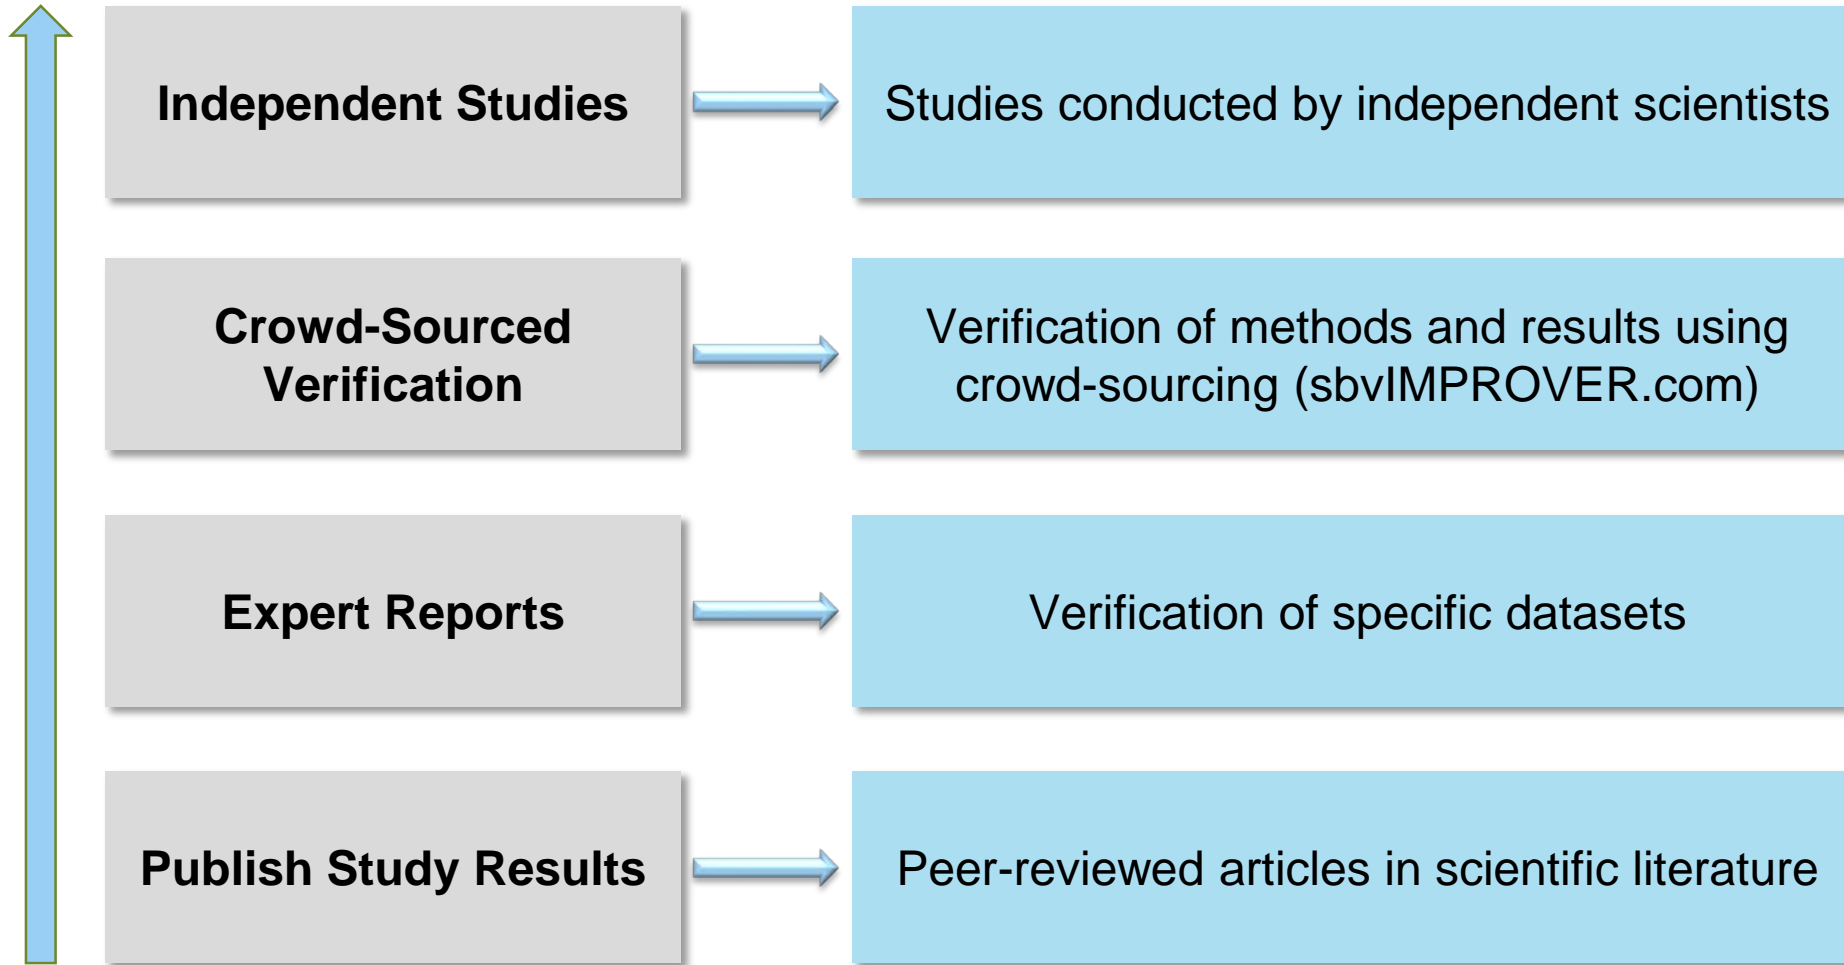 Independent Studies
Studies conducted by independent scientists
Crowd-Sourced
Verification
Verification of methods and results using
crowd-sourcing (sbvIMPROVER.com)
Expert Reports
Verification of specific datasets
Publish Study Results
Peer-reviewed articles in scientific literature